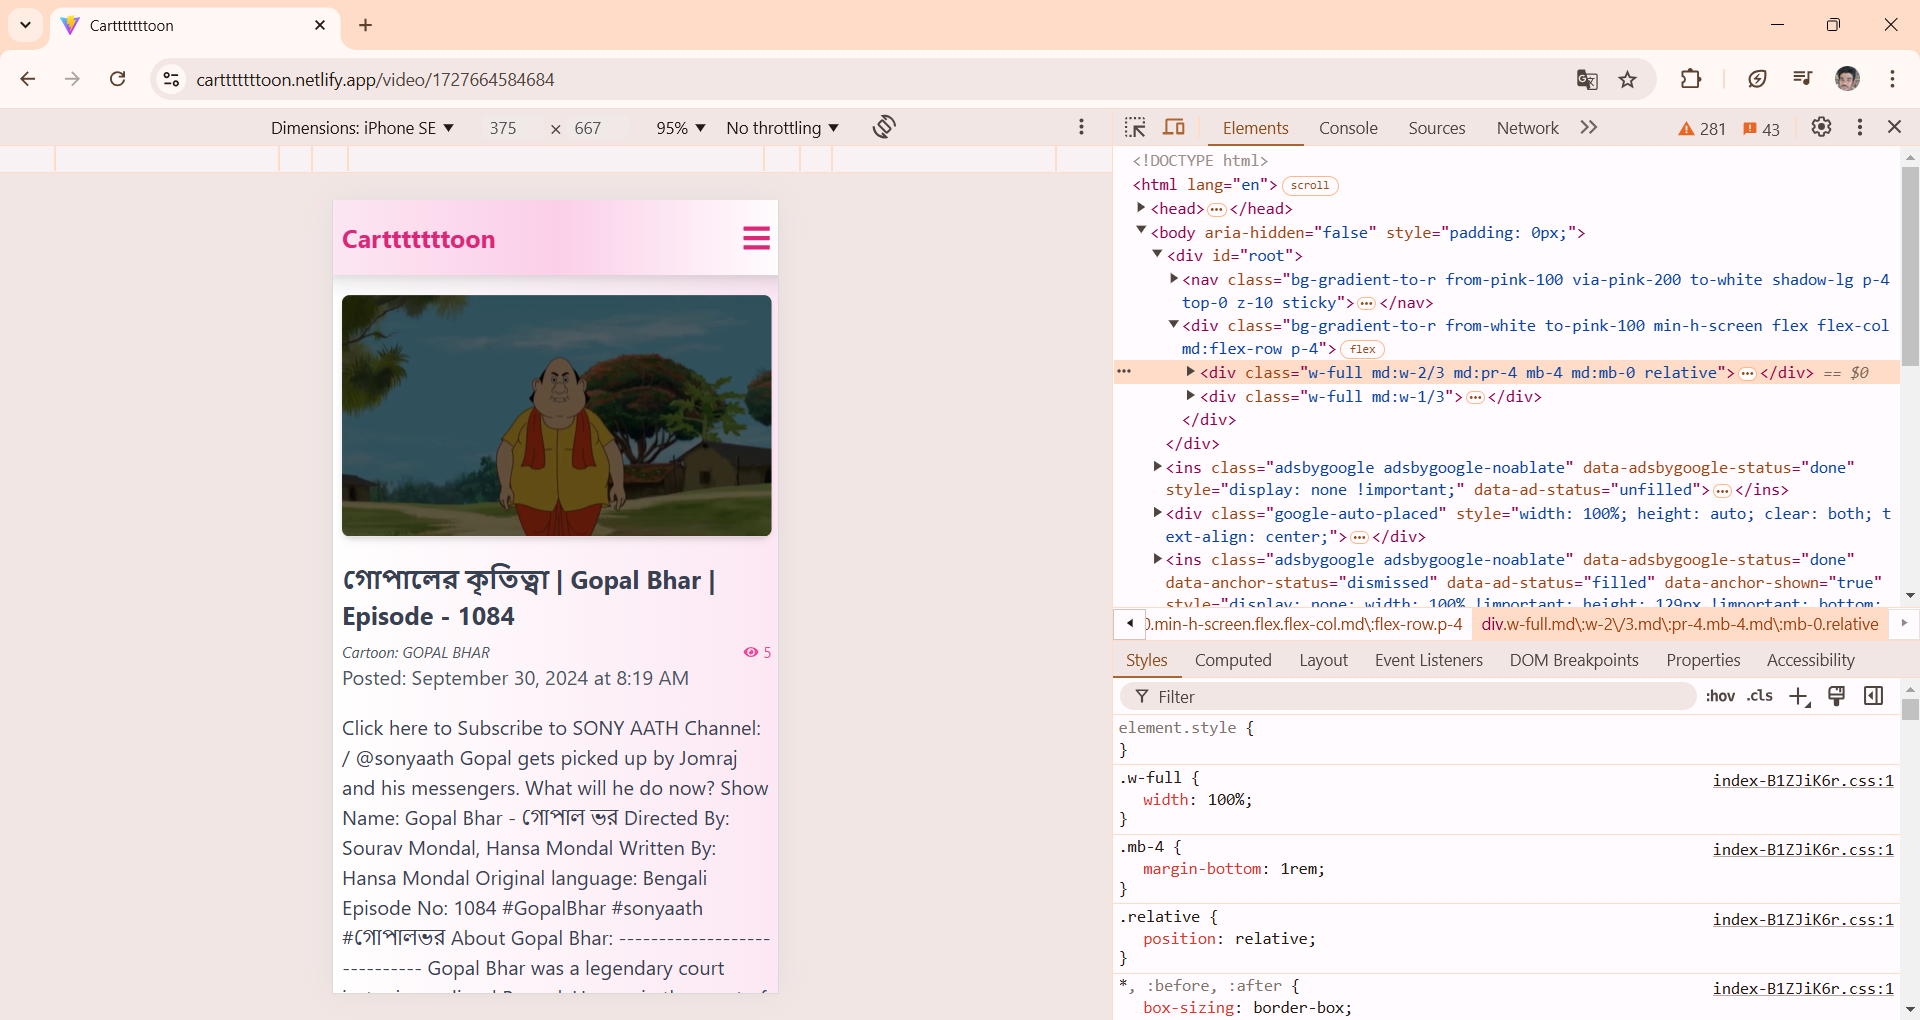 Cartttttttoon
carttttttttoon.netlify.app/video/1727664584684
Dimensions: iPhone SE
375 × 667
95%
No throttling
Elements
Console
Sources
Network
281
43
Carttttttttoon
গোপালের কৃতিত্বা | Gopal Bhar |
Episode - 1084
Cartoon: GOPAL BHAR
5
Posted: September 30, 2024 at 8:19 AM
Click here to Subscribe to SONY AATH Channel:
/ @sonyaath Gopal gets picked up by Jomraj
and his messengers. What will he do now? Show
Name: Gopal Bhar - গোপাল ভর Directed By:
Sourav Mondal, Hansa Mondal Written By:
Hansa Mondal Original language: Bengali
Episode No: 1084 #GopalBhar #sonyaath
#গোপালভর About Gopal Bhar: -------------------
---------- Gopal Bhar was a legendary court
<!DOCTYPE html>
<html lang="en"> scroll
<head> ••• </head>
<body aria-hidden="false" style="padding: 0px;">
<div id="root">
<nav class="bg-gradient-to-r from-pink-100 via-pink-200 to-white shadow-lg p-4
top-0 z-10 sticky"> ••• </nav>
<div class="bg-gradient-to-r from-white to-pink-100 min-h-screen flex flex-col
md:flex-row p-4"> flex
••• <div class="w-full md:w-2/3 md:pr-4 mb-4 md:mb-0 relative"> ••• </div> == $0
<div class="w-full md:w-1/3"> ••• </div>
</div>
</div>
<ins class="adsbygoogle adsbygoogle-noablate" data-adsbygoogle-status="done"
style="display: none !important;" data-ad-status="unfilled"> ••• </ins>
<div class="google-auto-placed" style="width: 100%; height: auto; clear: both; t
ext-align: center;"> ••• </div>
<ins class="adsbygoogle adsbygoogle-noablate" data-adsbygoogle-status="done"
data-anchor-status="dismissed" data-ad-status="filled" data-anchor-shown="true"
style="display: none; width: 100% !important; height: 129px !important; bottom:
0.min-h-screen.flex.flex-col.md\:flex-row.p-4
div.w-full.md\:w-2\/3.md\:pr-4.mb-4.md\:mb-0.relative
Styles
Computed
Layout
Event Listeners
DOM Breakpoints
Properties
Accessibility
Filter
:hov .cls
element.style {
}
.w-full { index-B1ZJiK6r.css:1
width: 100%;
}
.mb-4 { index-B1ZJiK6r.css:1
margin-bottom: 1rem;
}
.relative { index-B1ZJiK6r.css:1
position: relative;
}
*, :before, :after { index-B1ZJiK6r.css:1
box-sizing: border-box;